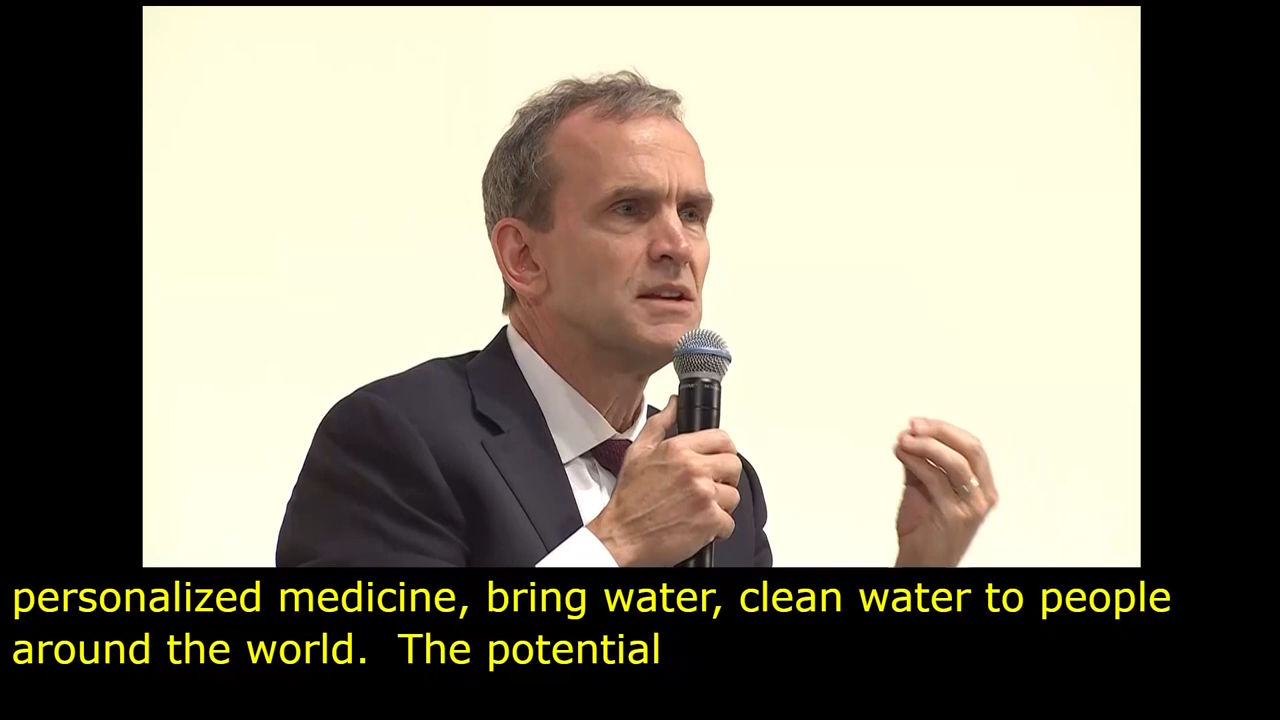 personalized medicine, bring water, clean water to people
around the world.  The potential